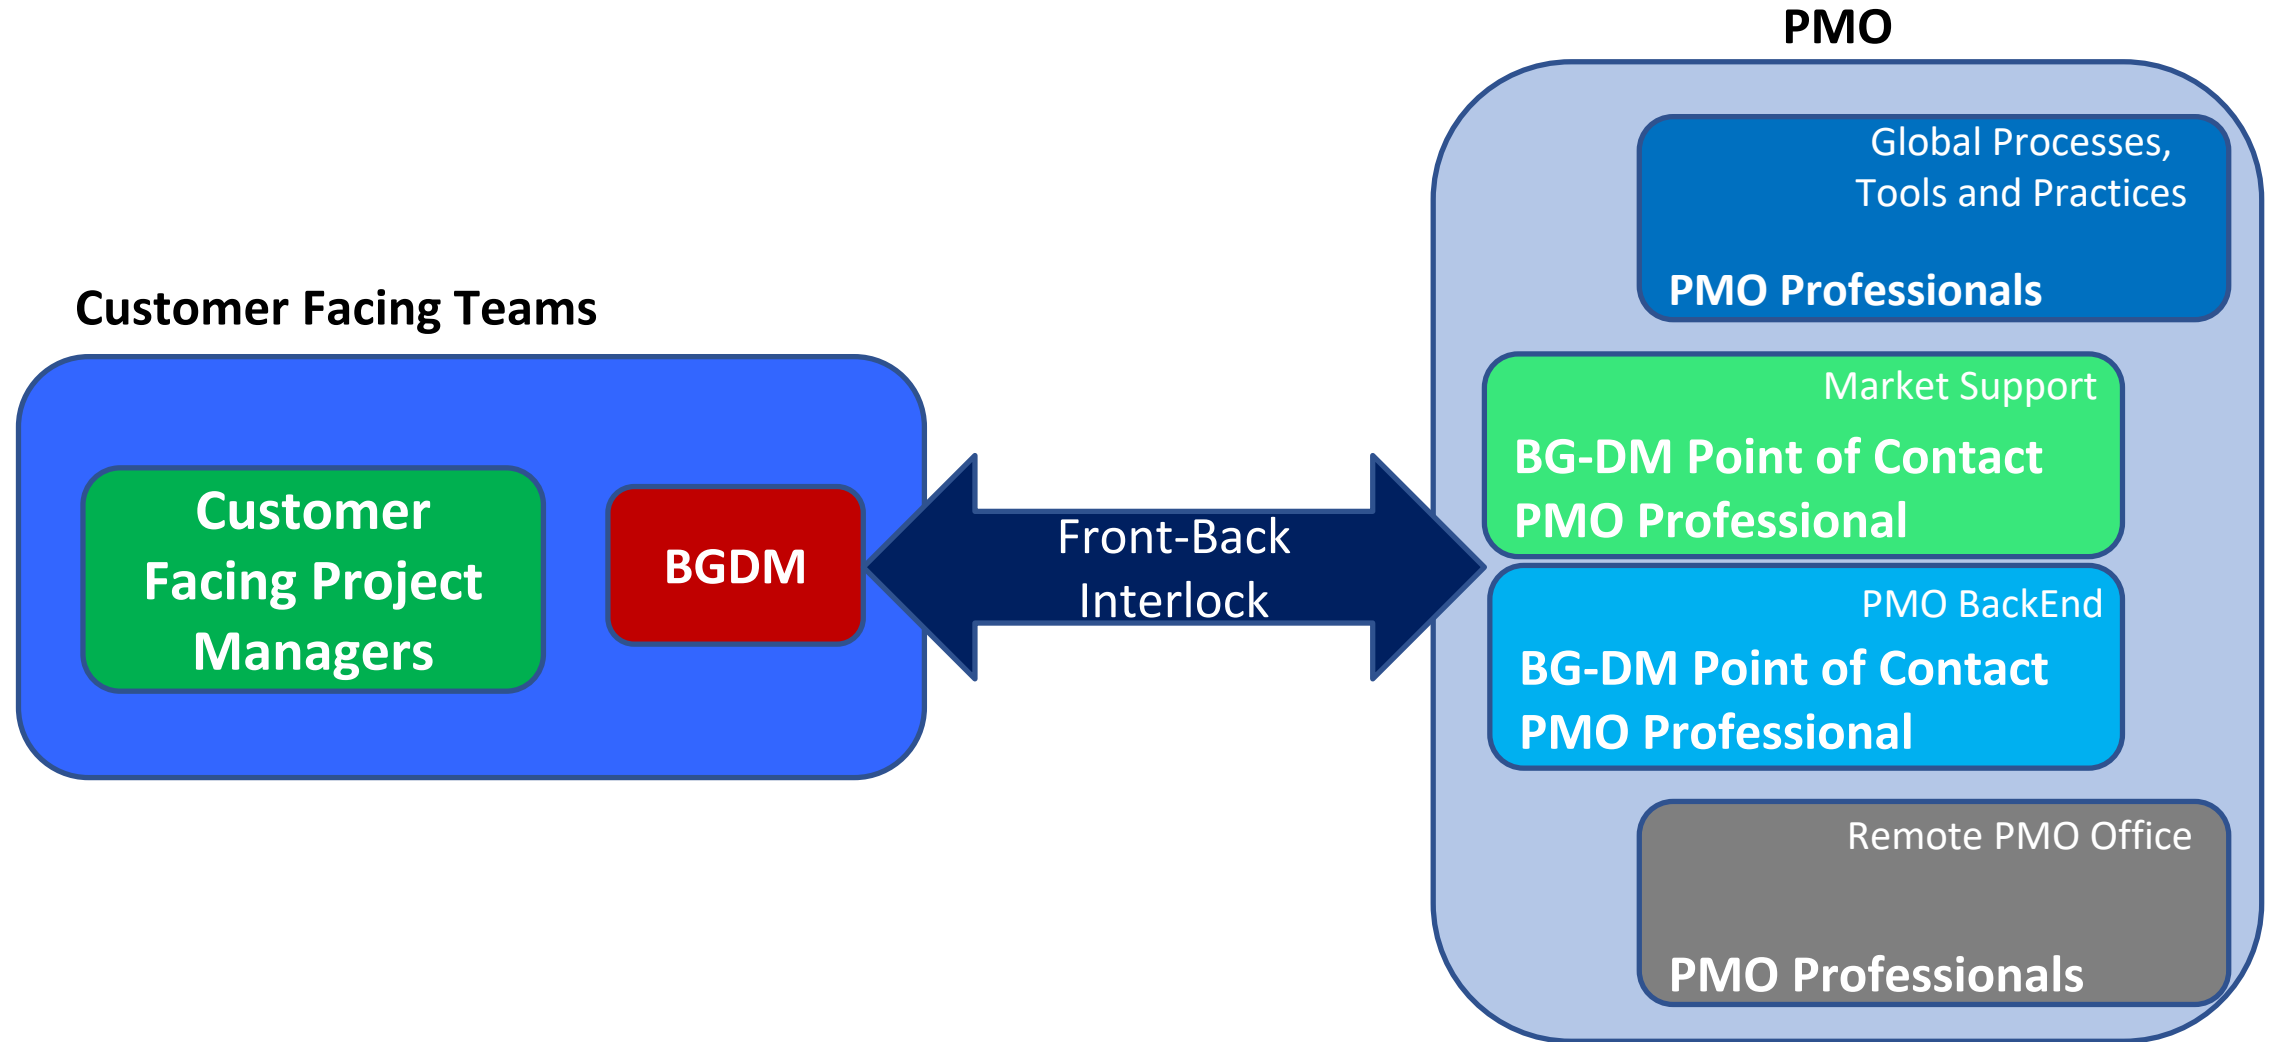 PMO
Global Processes,
Tools and Practices
PMO Professionals
Customer Facing Teams
Customer
Facing Project
Managers
BGDM
Front-Back
Interlock
Market Support
BG-DM Point of Contact
PMO Professional
PMO BackEnd
BG-DM Point of Contact
PMO Professional
Remote PMO Office
PMO Professionals